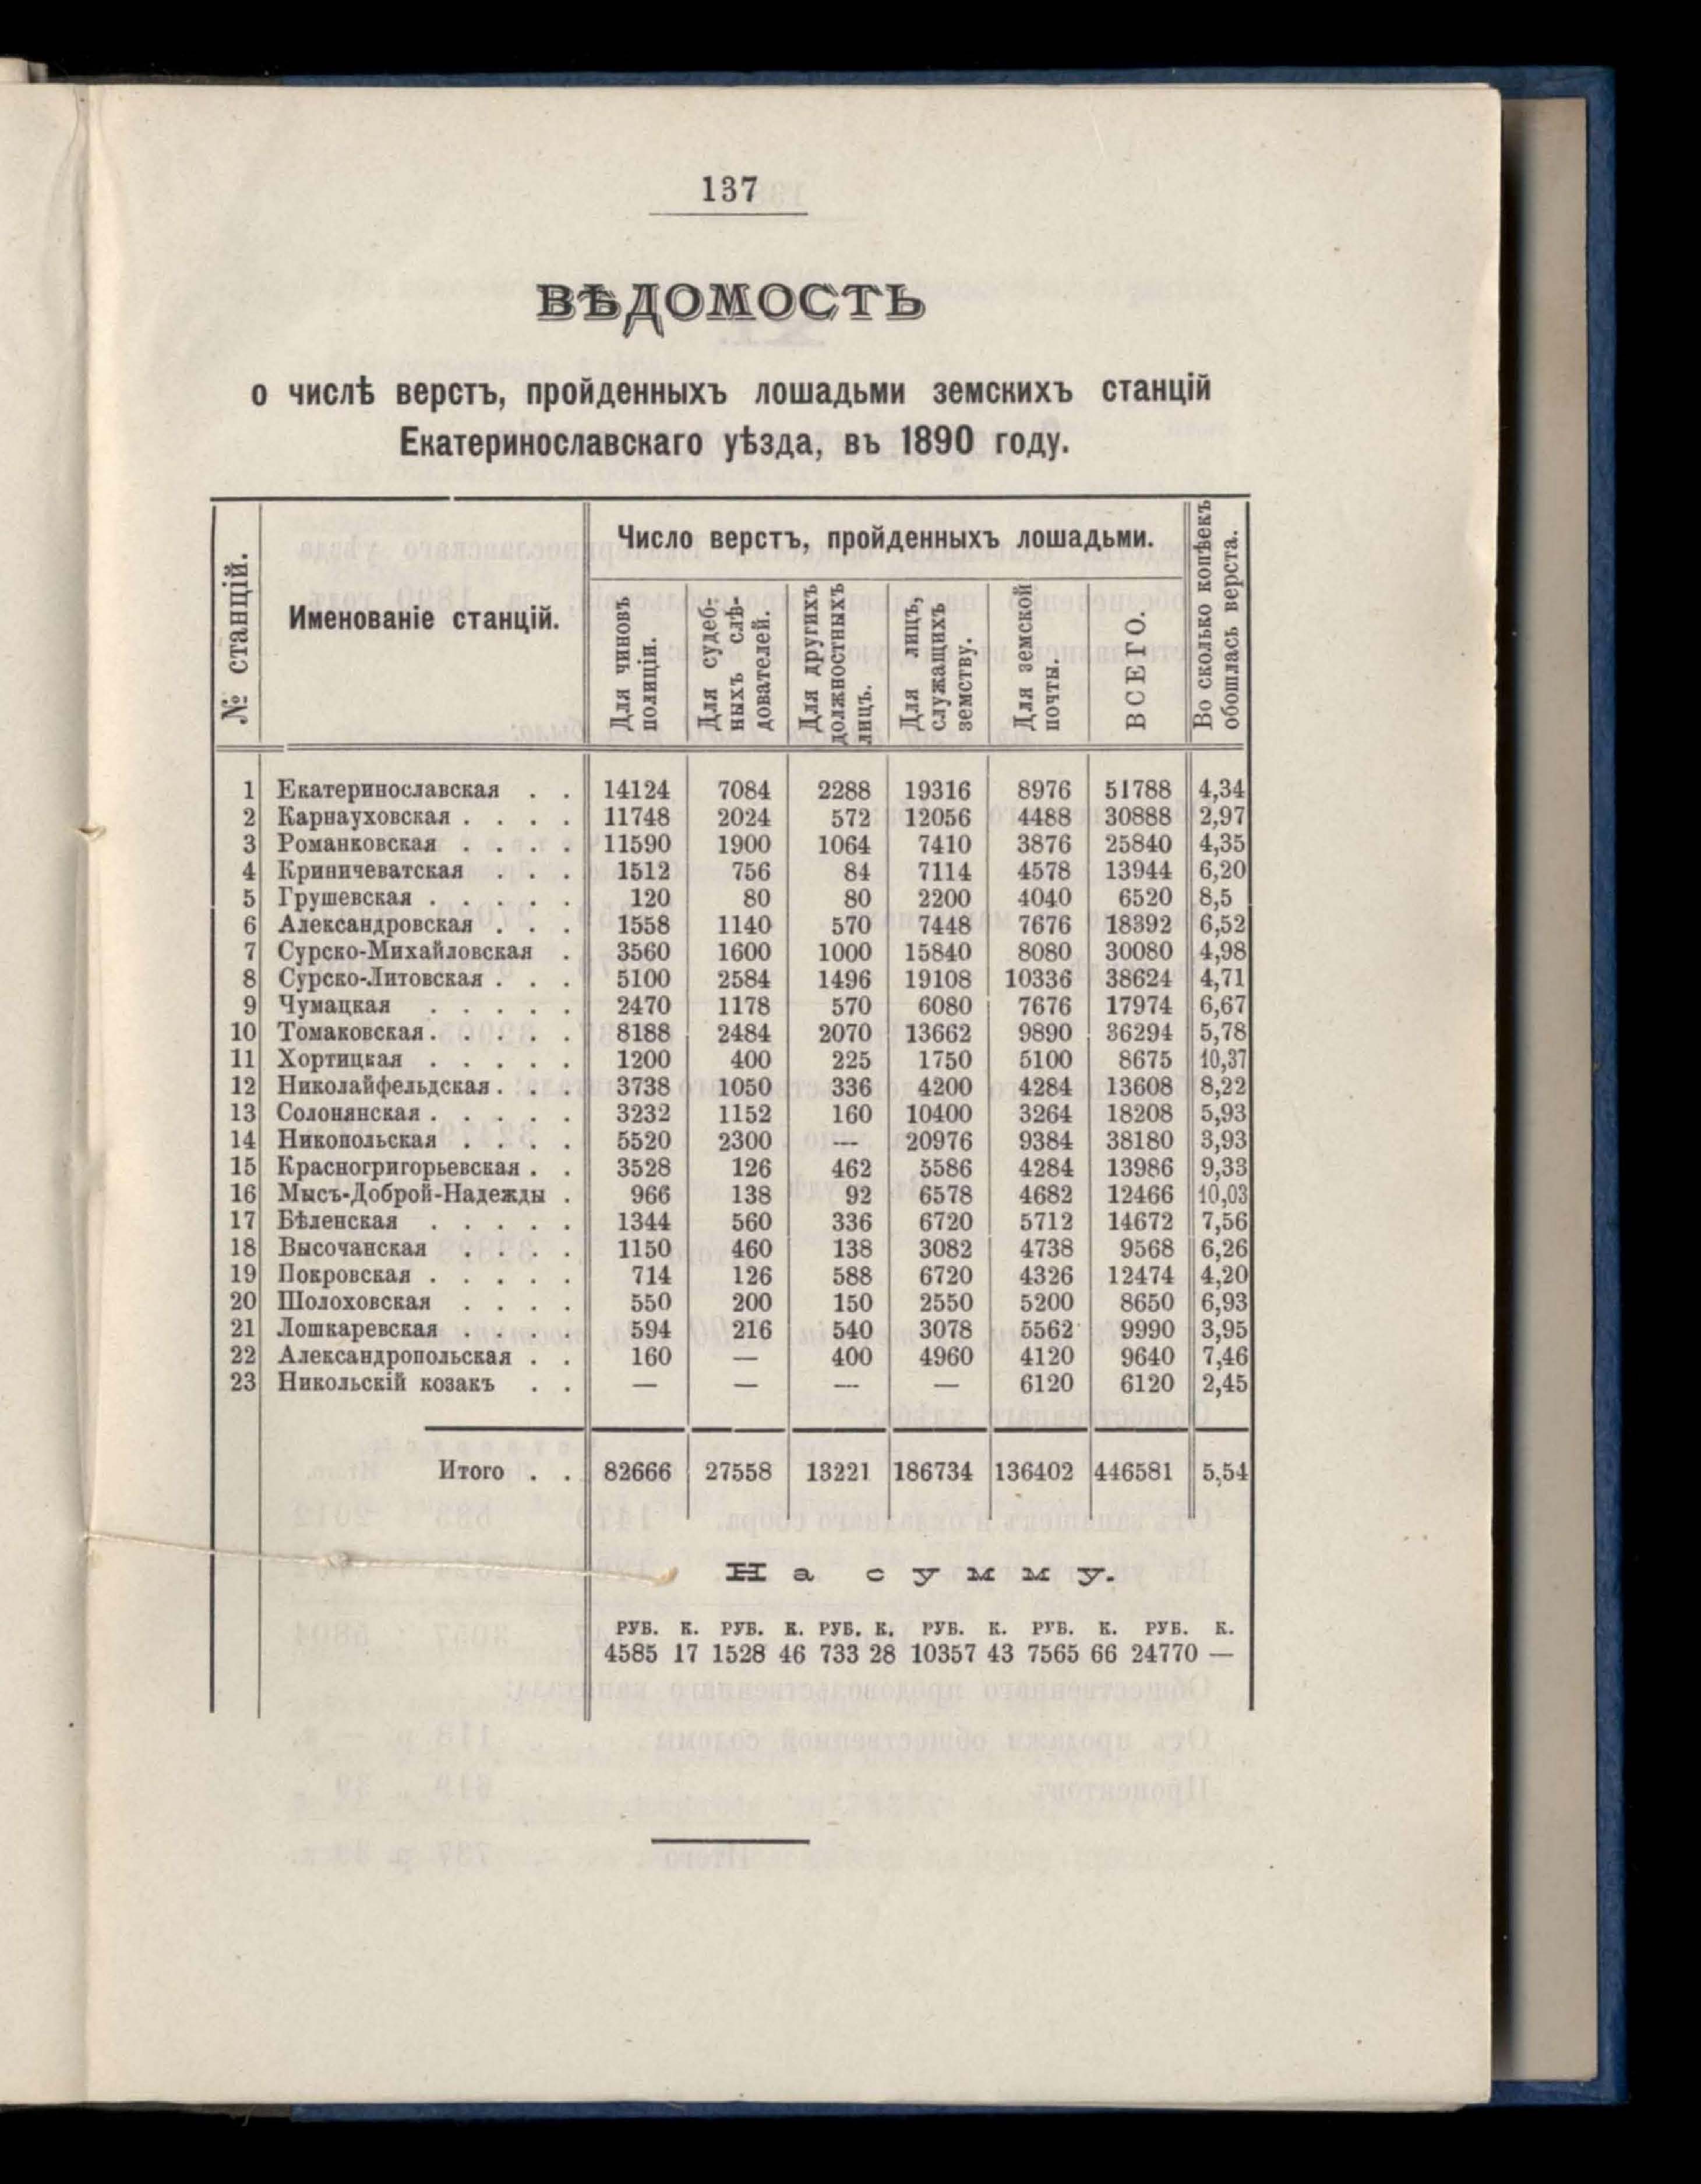 137
ВѢДОМОСТЬ
о числѣ верстъ, пройденныхъ лошадьми земскихъ станцій
Екатеринославскаго уѣзда, въ 1890 году.
№ станцій.
Именованіе станцій.
Число верстъ, пройденныхъ лошадьми.
Для чиновъ полиціи.
Для судеб-
ныхъ слѣ-
дователей.
Для другихъ
должностныхъ
лицъ.
Для лицъ,
служащихъ
земству.
Для земской
почты.
ВСЕГО.
Во сколько копѣекъ
обошлась верста.
1 Екатеринославская . . 14124 7084 2288 19316 8976 51788 4,34
2 Карнауховская . . . . 11748 2024 572 12056 4488 30888 2,97
3 Романковская . . . . 11590 1900 1064 7410 3876 25840 4,35
4 Криничеватская . . . 1512 756 84 7114 4578 13944 6,20
5 Грушевская . . . . . 120 80 80 2200 4040 6520 8,5
6 Александровская . . . 1558 1140 570 7448 7676 18392 6,52
7 Сурско-Михайловская . 3560 1600 1000 15840 8080 30080 4,98
8 Сурско-Литовская . . . 5100 2584 1496 19108 10336 38624 4,71
9 Чумацкая . . . . . 2470 1178 570 6080 7676 17974 6,67
10 Томаковская . . . . . 8188 2484 2070 13662 9890 36294 5,78
11 Хортицкая . . . . . 1200 400 225 1750 5100 8675 10,37
12 Николайфельдская . . . 3738 1050 336 4200 4284 13608 8,22
13 Солонянская . . . . . 3232 1152 160 10400 3264 18208 5,93
14 Никопольская . . . . 5520 2300 — 20976 9384 38180 3,93
15 Красногригорьевская . . 3528 126 462 5586 4284 13986 9,33
16 Мысъ-Доброй-Надежды . 966 138 92 6578 4682 12466 10,03
17 Бѣленская . . . . . 1344 560 336 6720 5712 14672 7,56
18 Высочанская . . . . 1150 460 138 3082 4738 9568 6,26
19 Покровская . . . . . 714 126 588 6720 4326 12474 4,20
20 Шолоховская . . . . 550 200 150 2550 5200 8650 6,93
21 Лошкаревская . . . . 594 216 540 3078 5562 9990 3,95
22 Александропольская . . 160 — 400 4960 4120 9640 7,46
23 Никольскій козакъ . . — — — — 6120 6120 2,45
Итого . . 82666 27558 13221 186734 136402 446581 5,54
На сумму.
РУБ. К. РУБ. К. РУБ. К. РУБ. К. РУБ. К. РУБ. К.
4585 17 1528 46 733 28 10357 43 7565 66 24770 —